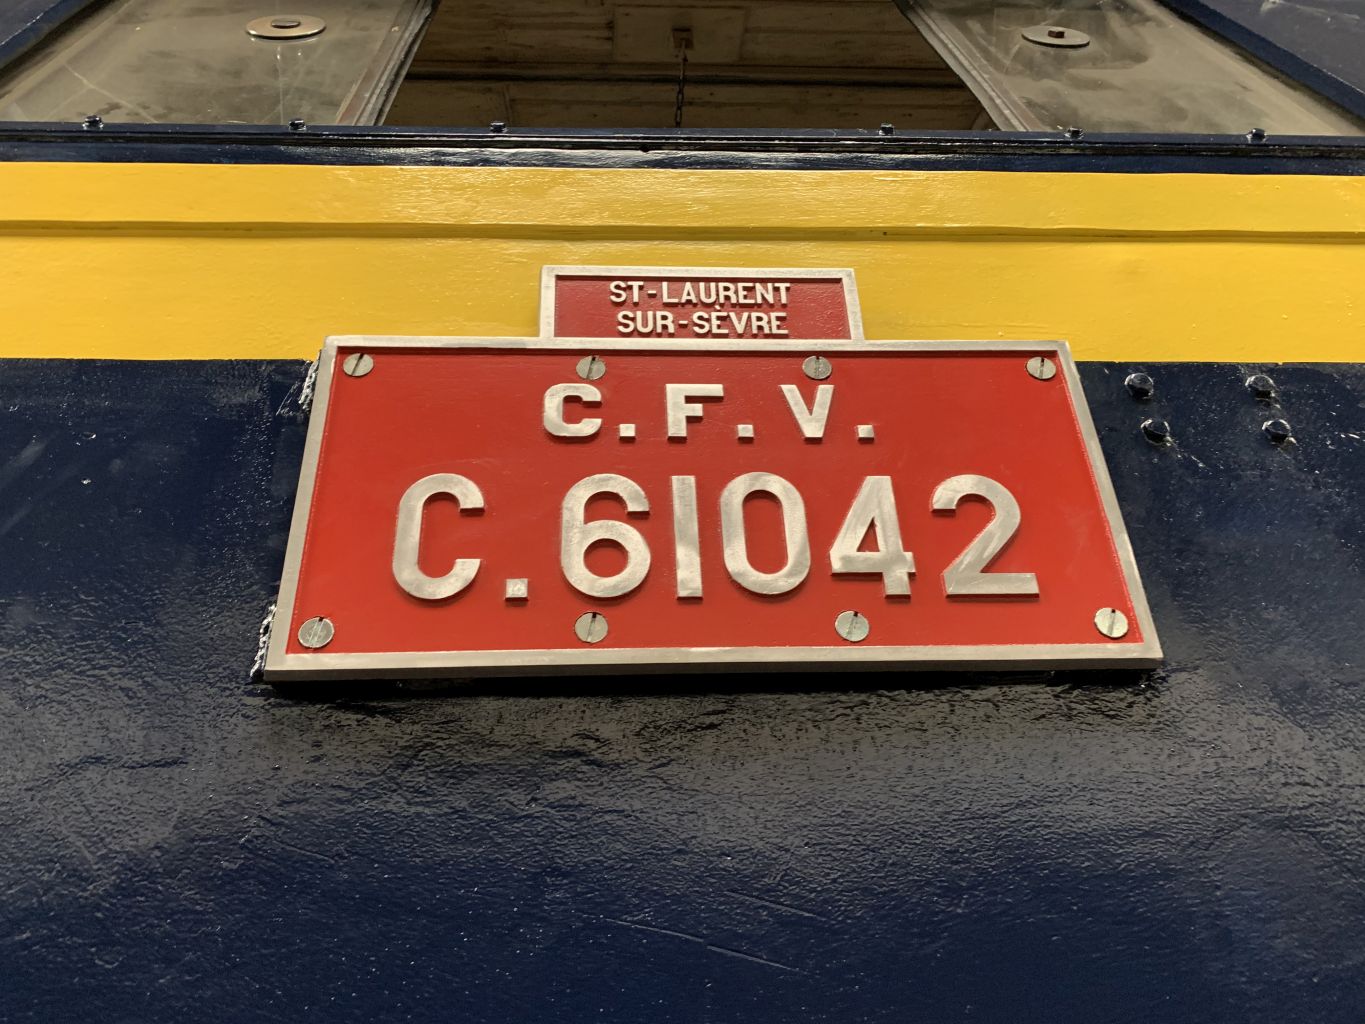 ST-LAURENT
SUR-SÈVRE
C.F.V.
C.61042